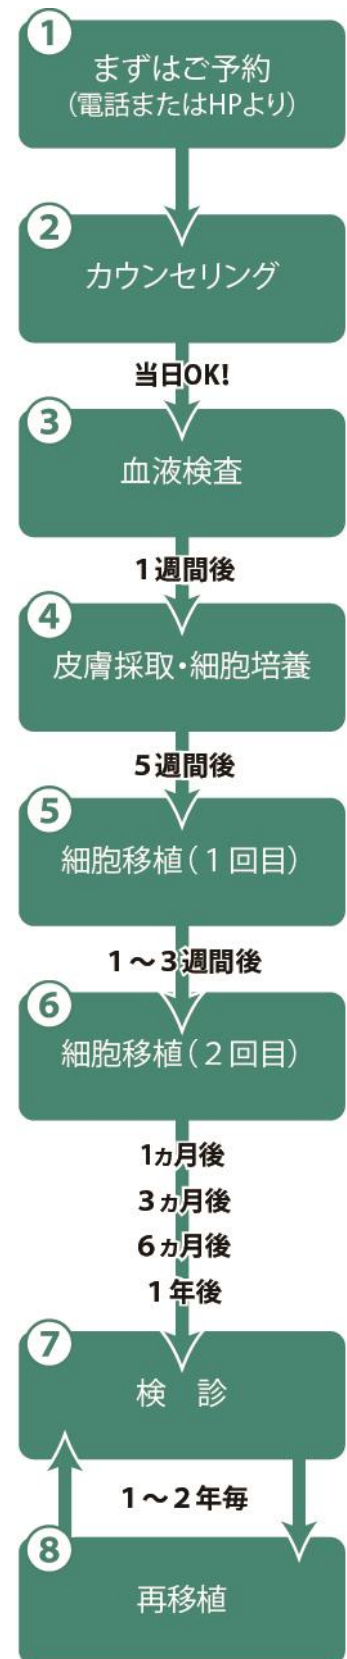 1
まずはご予約
(電話またはHPより)
2
カウンセリング
当日OK!
3
血液検査
1週間後
4
皮膚採取・細胞培養
5週間後
5
細胞移植(1回目)
1〜3週間後
6
細胞移植(2回目)
1ヵ月後
3ヵ月後
6ヵ月後
1年後
7
検　診
1〜2年毎
8
再移植